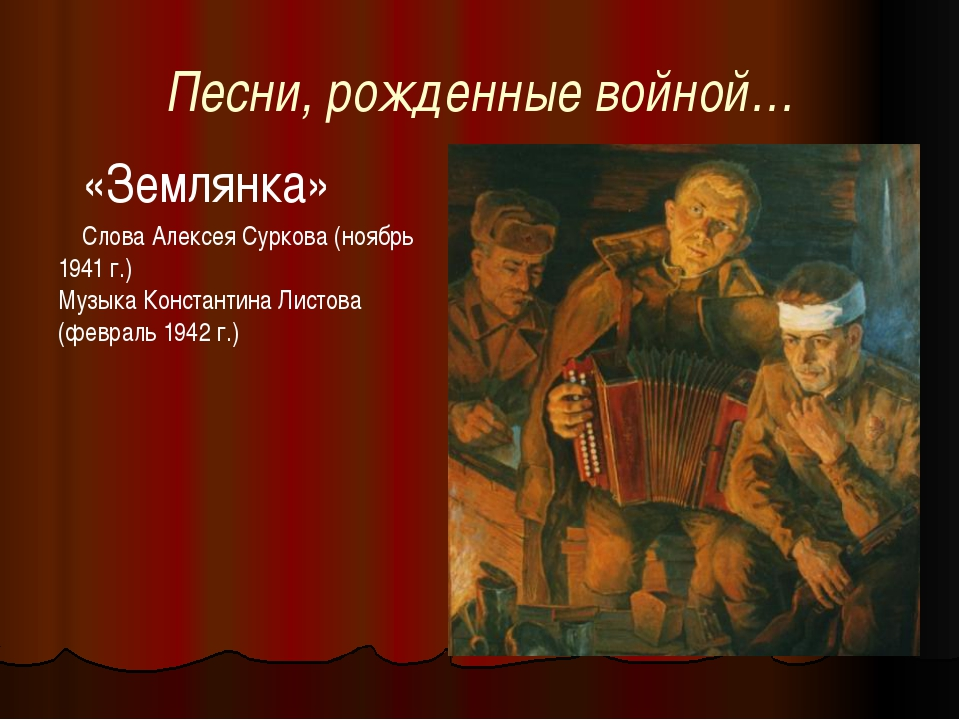 Песни, рожденные войной…
«Землянка»
Слова Алексея Суркова (ноябрь
1941 г.)
Музыка Константина Листова
(февраль 1942 г.)